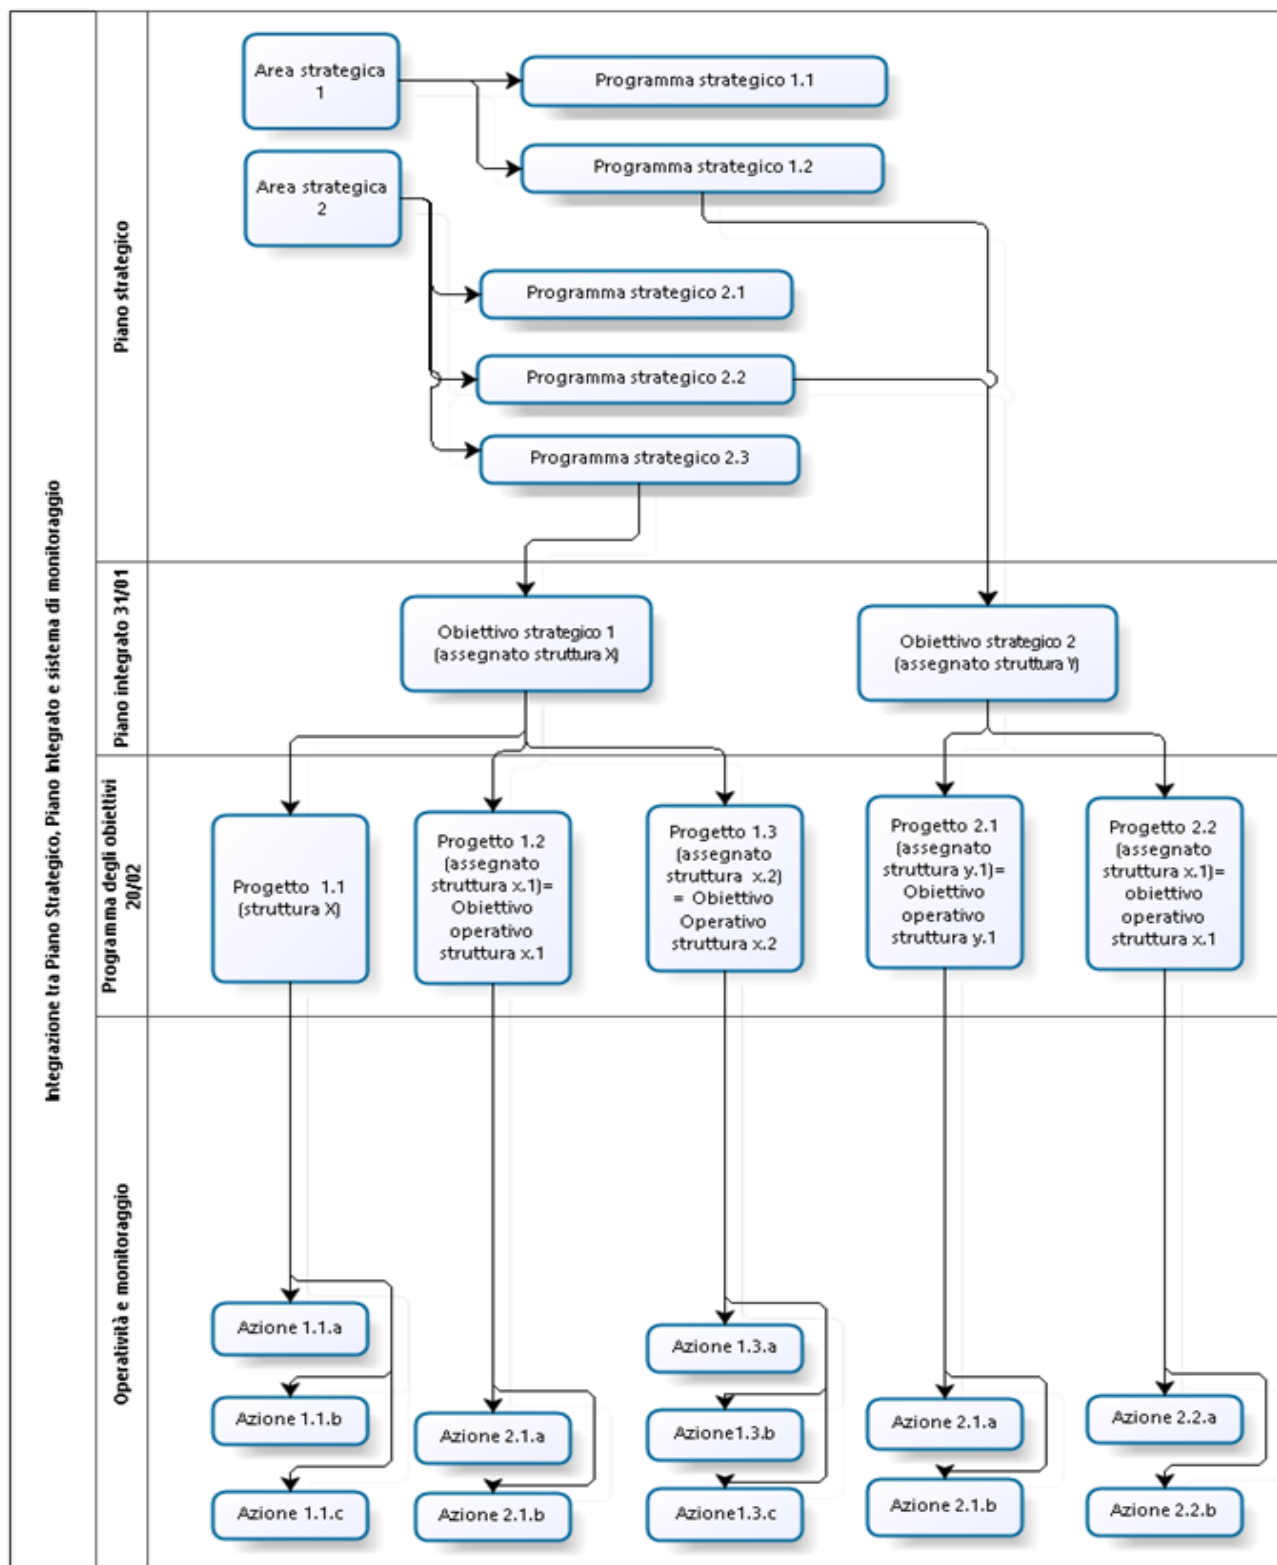 Integrazione tra Piano Strategico, Piano Integrato e sistema di monitoraggio
Piano strategico
Area strategica
1
Programma strategico 1.1
Programma strategico 1.2
Area strategica
2
Programma strategico 2.1
Programma strategico 2.2
Programma strategico 2.3
Piano integrato 31/01
Obiettivo strategico 1
(assegnato struttura X)
Obiettivo strategico 2
(assegnato struttura Y)
Programma degli obiettivi
20/02
Progetto 1.1
(struttura X)
Progetto 1.2
(assegnato
struttura x.1)=
Obiettivo
operativo
struttura x.1
Progetto 1.3
(assegnato
struttura x.2)
= Obiettivo
Operativo
struttura x.2
Progetto 2.1
(assegnato
struttura y.1)=
Obiettivo
operativo
struttura y.1
Progetto 2.2
(assegnato
struttura x.1)=
obiettivo
operativo
struttura x.1
Operatività e monitoraggio
Azione 1.1.a
Azione 1.1.b
Azione 1.1.c
Azione 2.1.a
Azione 2.1.b
Azione 1.3.a
Azione1.3.b
Azione1.3.c
Azione 2.1.a
Azione 2.1.b
Azione 2.2.a
Azione 2.2.b